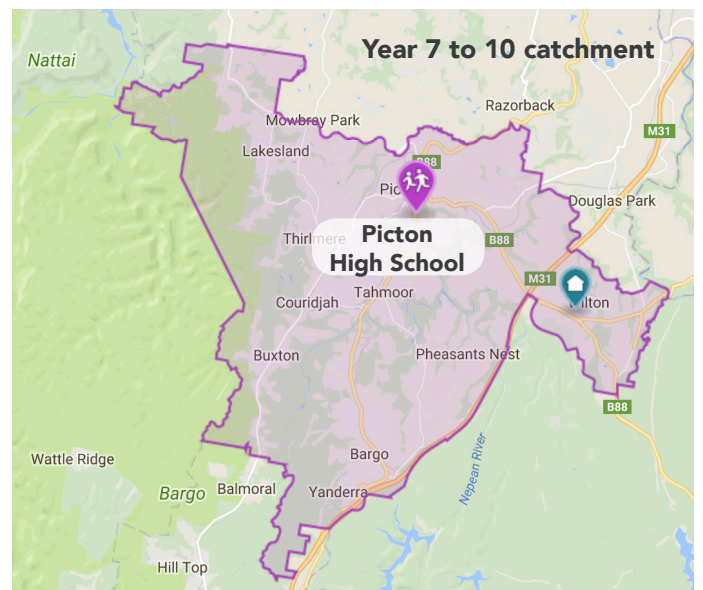 Year 7 to 10 catchment
Nattai
Razorback
Mowbray Park
M31
Lakesland
B88
Douglas Park
Thirlmere
Picton
High School
B88
M31
Tahmoor
Couridjah
Buxton
Pheasants Nest
B88
Bargo
Wattle Ridge
Nepean River
Bargo
Balmoral
Yanderra
Hill Top